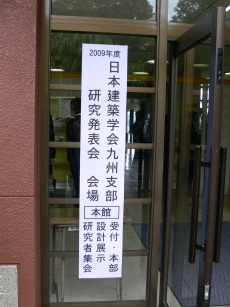 2009年度
日本建築学会九州支部
研究発表会 会場
本館
受付・本部
設計展示
研究者集会